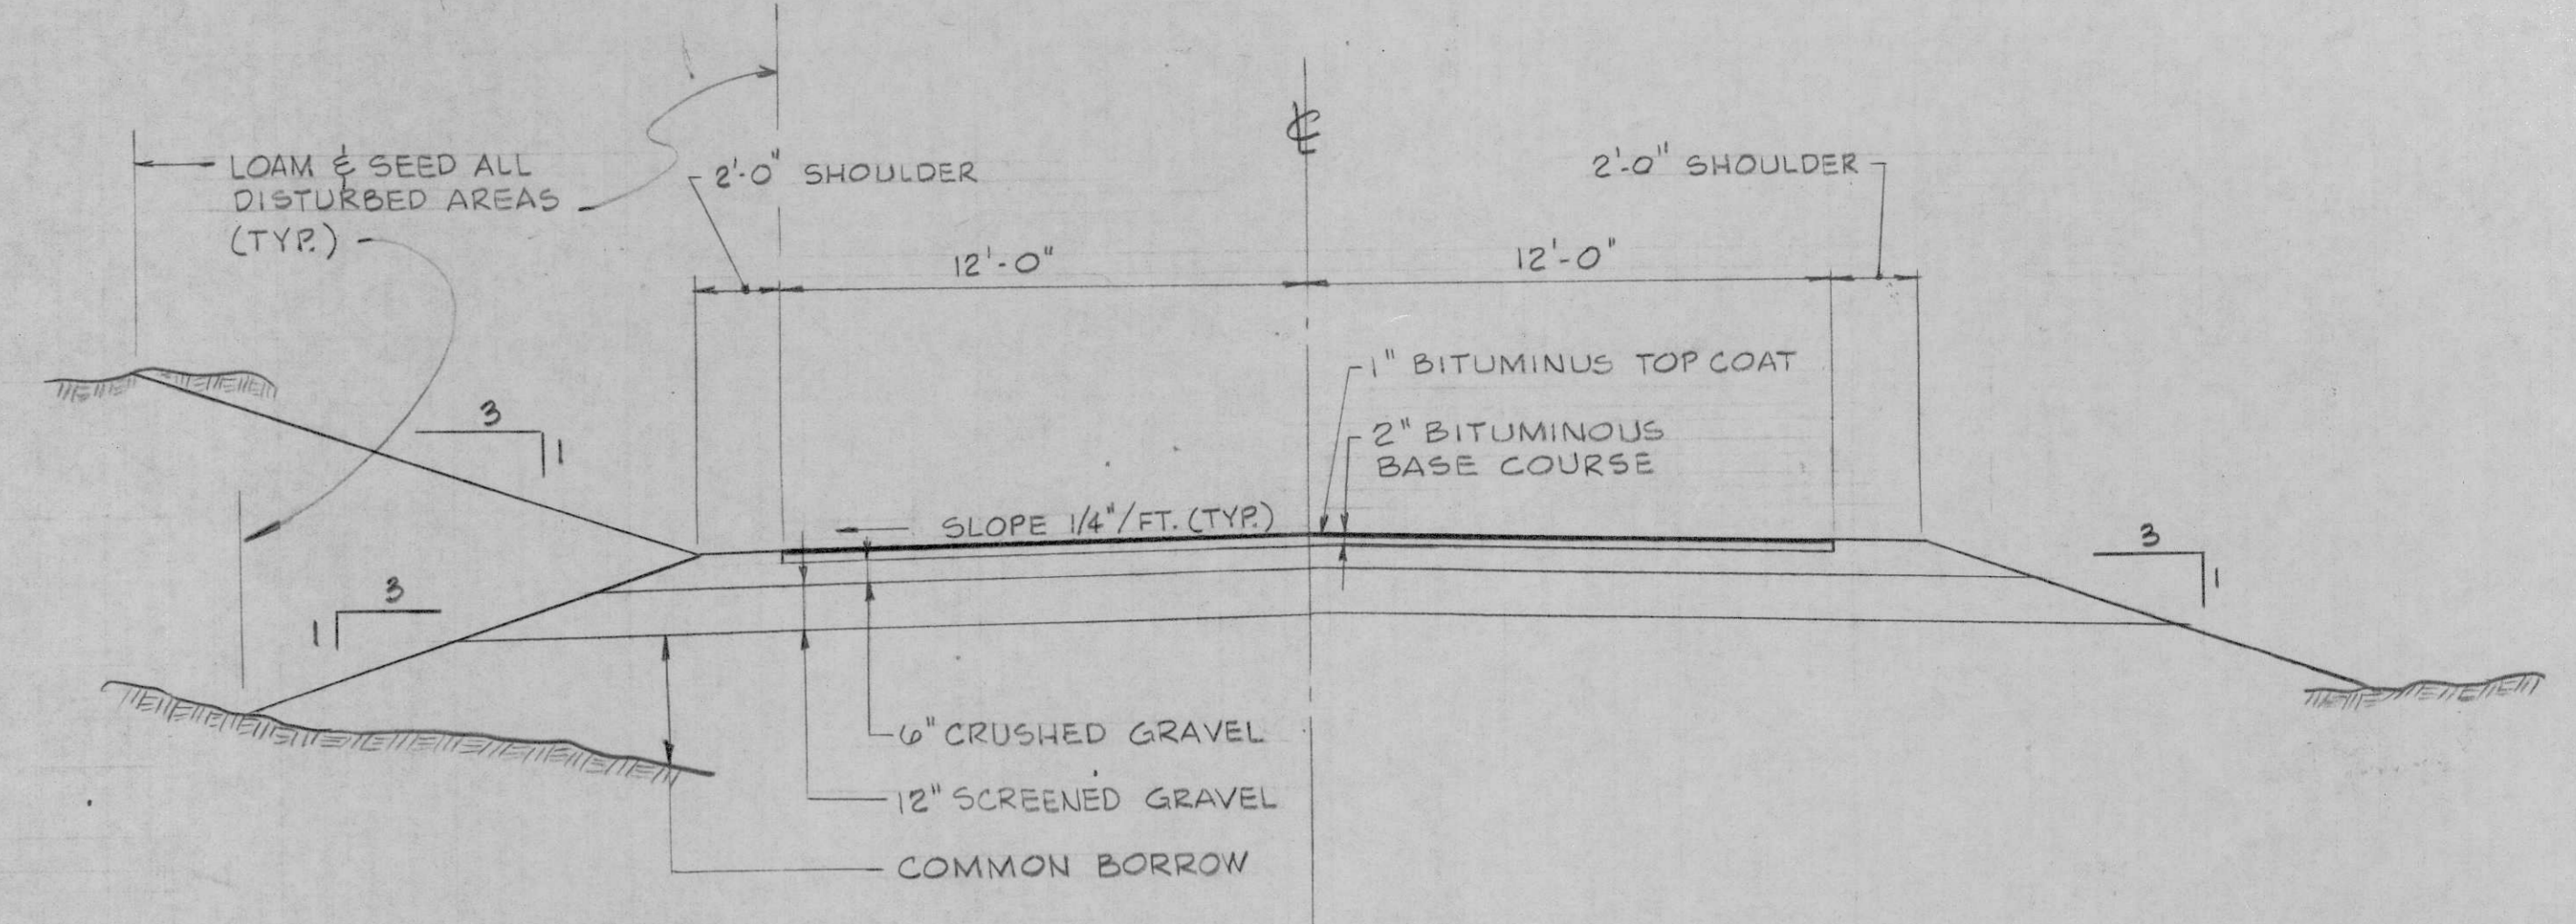 ℄
LOAM & SEED ALL
DISTURBED AREAS
(TYP.)
2'-0" SHOULDER
2'-0" SHOULDER
12'-0"
12'-0"
1" BITUMINUS TOP COAT
2" BITUMINOUS
BASE COURSE
3
1
SLOPE 1/4"/FT. (TYP.)
3
1
3
1
6" CRUSHED GRAVEL
12" SCREENED GRAVEL
COMMON BORROW